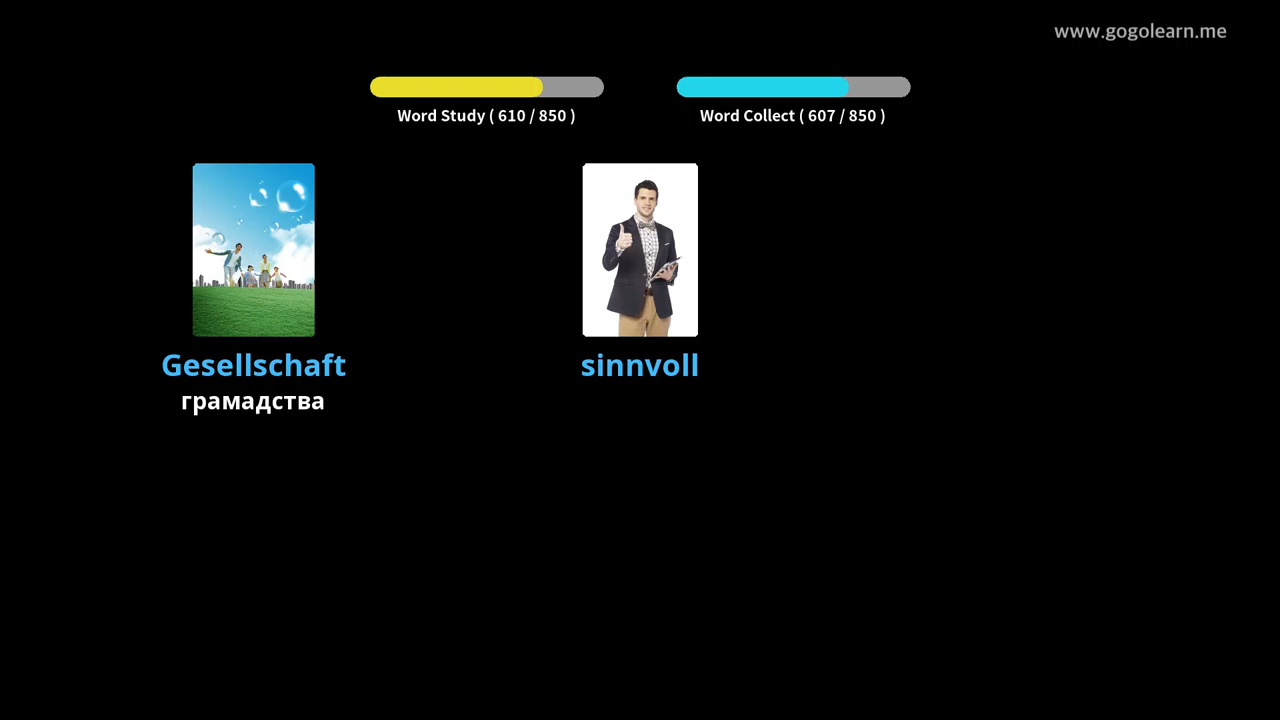 www.gogolearn.me
Word Study ( 610 / 850 )
Word Collect ( 607 / 850 )
Gesellschaft
грамадства
sinnvoll